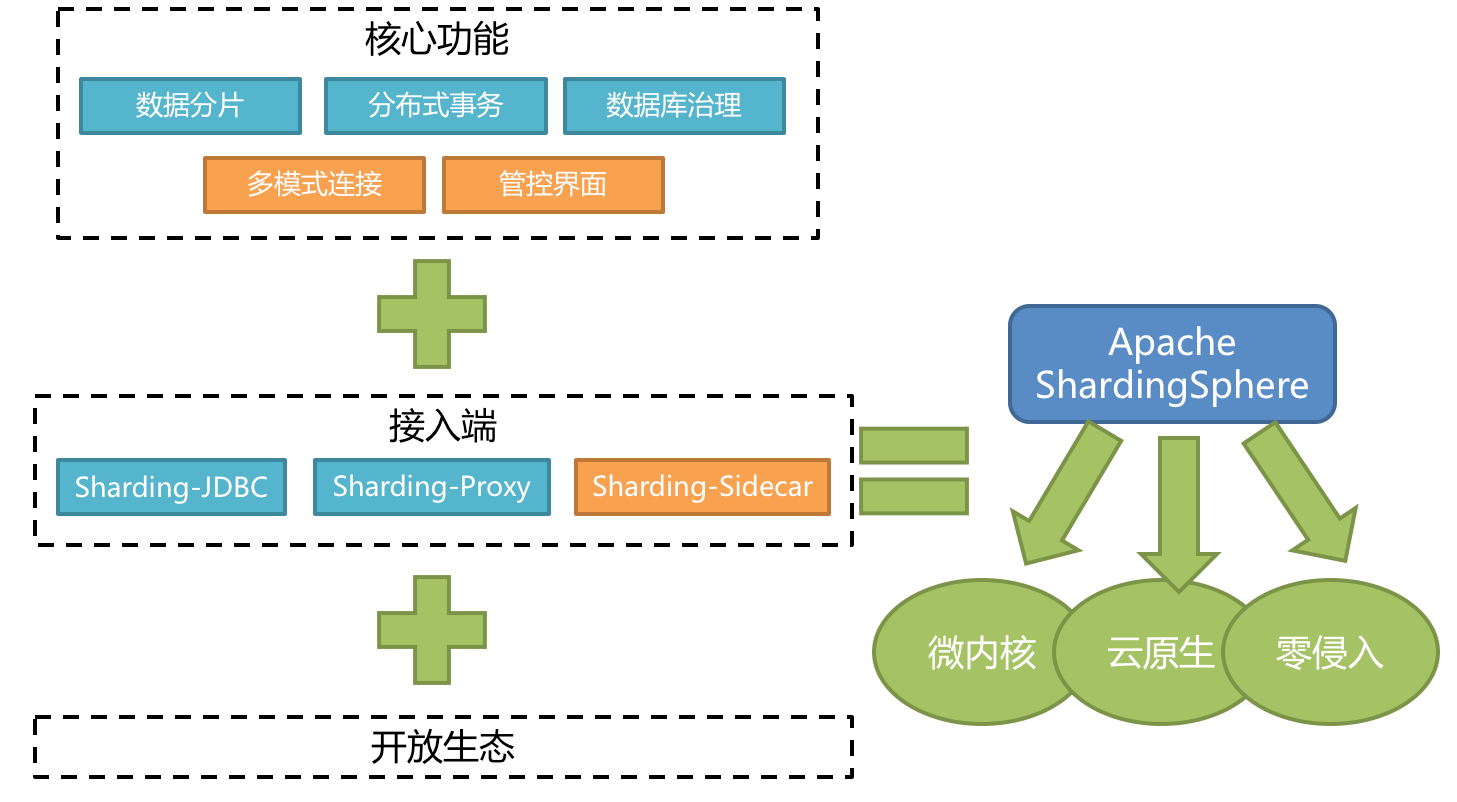 核心功能
数据分片
分布式事务
数据库治理
多模式连接
管控界面
接入端
Sharding-JDBC
Sharding-Proxy
Sharding-Sidecar
开放生态
Apache
ShardingSphere
微内核
云原生
零侵入